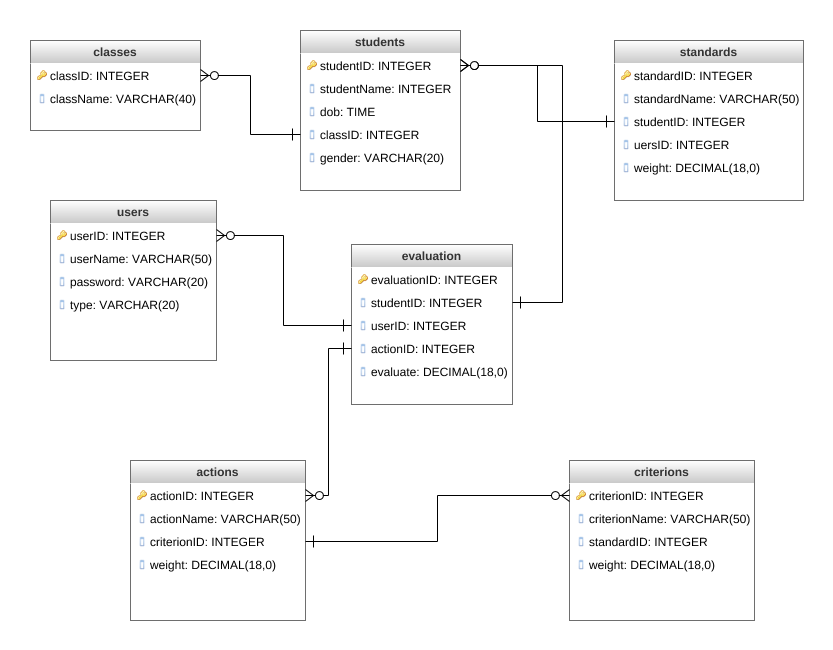 classes
classID: INTEGER
className: VARCHAR(40)
students
studentID: INTEGER
studentName: INTEGER
dob: TIME
classID: INTEGER
gender: VARCHAR(20)
standards
standardID: INTEGER
standardName: VARCHAR(50)
studentID: INTEGER
uersID: INTEGER
weight: DECIMAL(18,0)
users
userID: INTEGER
userName: VARCHAR(50)
password: VARCHAR(20)
type: VARCHAR(20)
evaluation
evaluationID: INTEGER
studentID: INTEGER
userID: INTEGER
actionID: INTEGER
evaluate: DECIMAL(18,0)
actions
actionID: INTEGER
actionName: VARCHAR(50)
criterionID: INTEGER
weight: DECIMAL(18,0)
criterions
criterionID: INTEGER
criterionName: VARCHAR(50)
standardID: INTEGER
weight: DECIMAL(18,0)